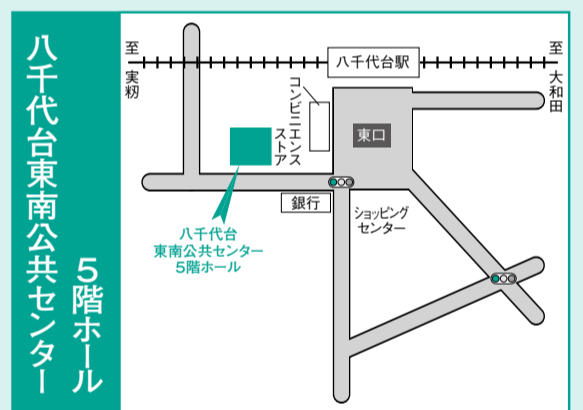 八千代台東南公共センター
5階ホール
至
実籾
八千代台駅
至
大和田
コンビニエンス
ストア
東口
銀行
ショッピング
センター
八千代台
東南公共センター
5階ホール